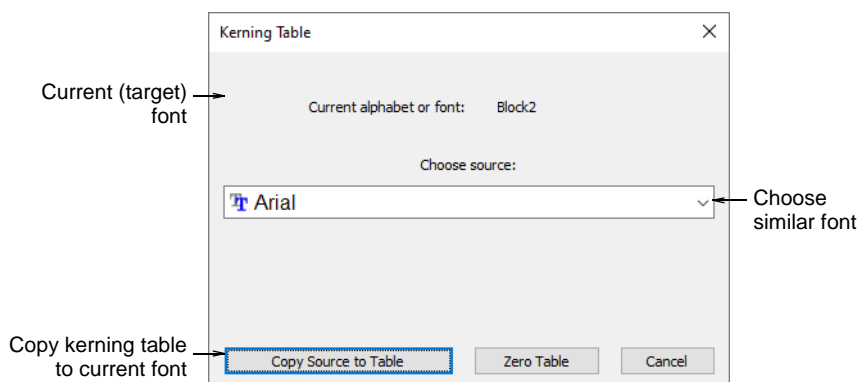 Kerning Table
Current (target)
font
Current alphabet or font: Block2
Choose source:
Arial
Choose
similar font
Copy kerning table
to current font
Copy Source to Table
Zero Table
Cancel